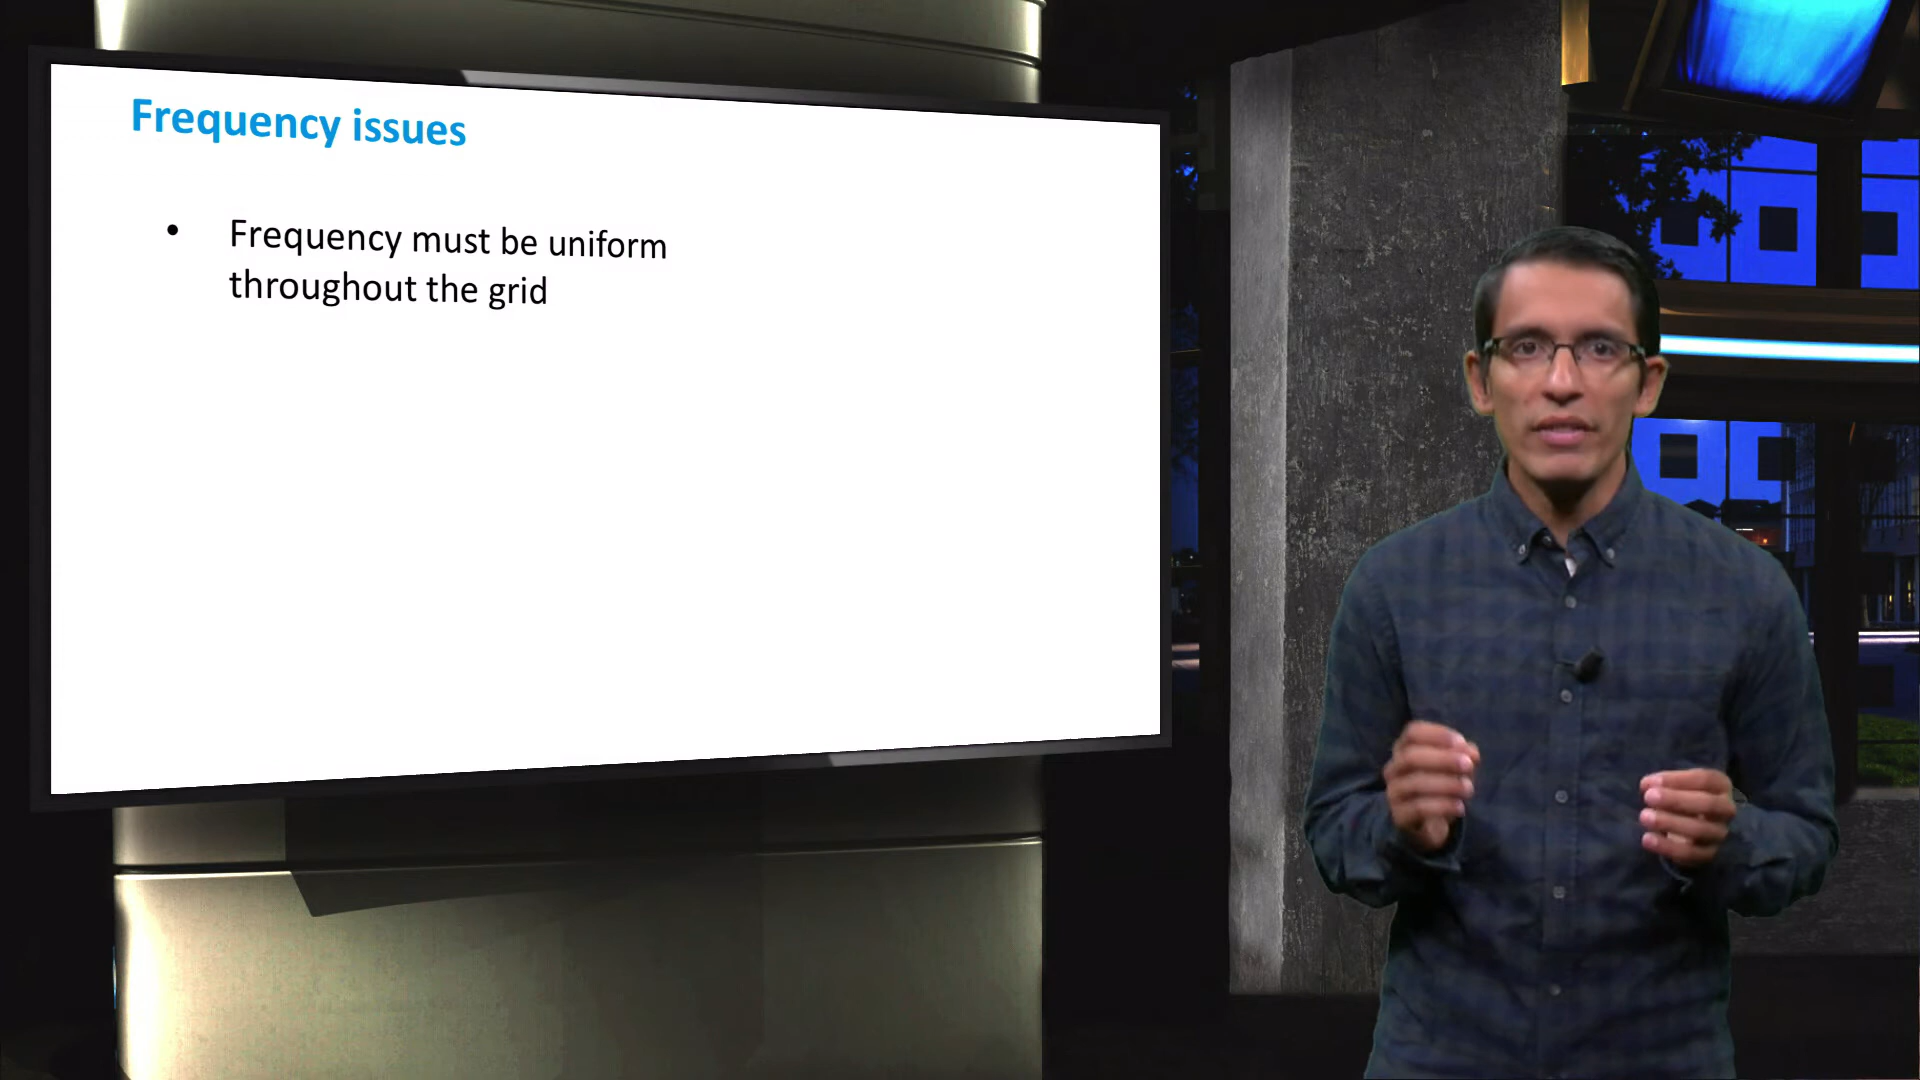 Frequency issues
• Frequency must be uniform
throughout the grid